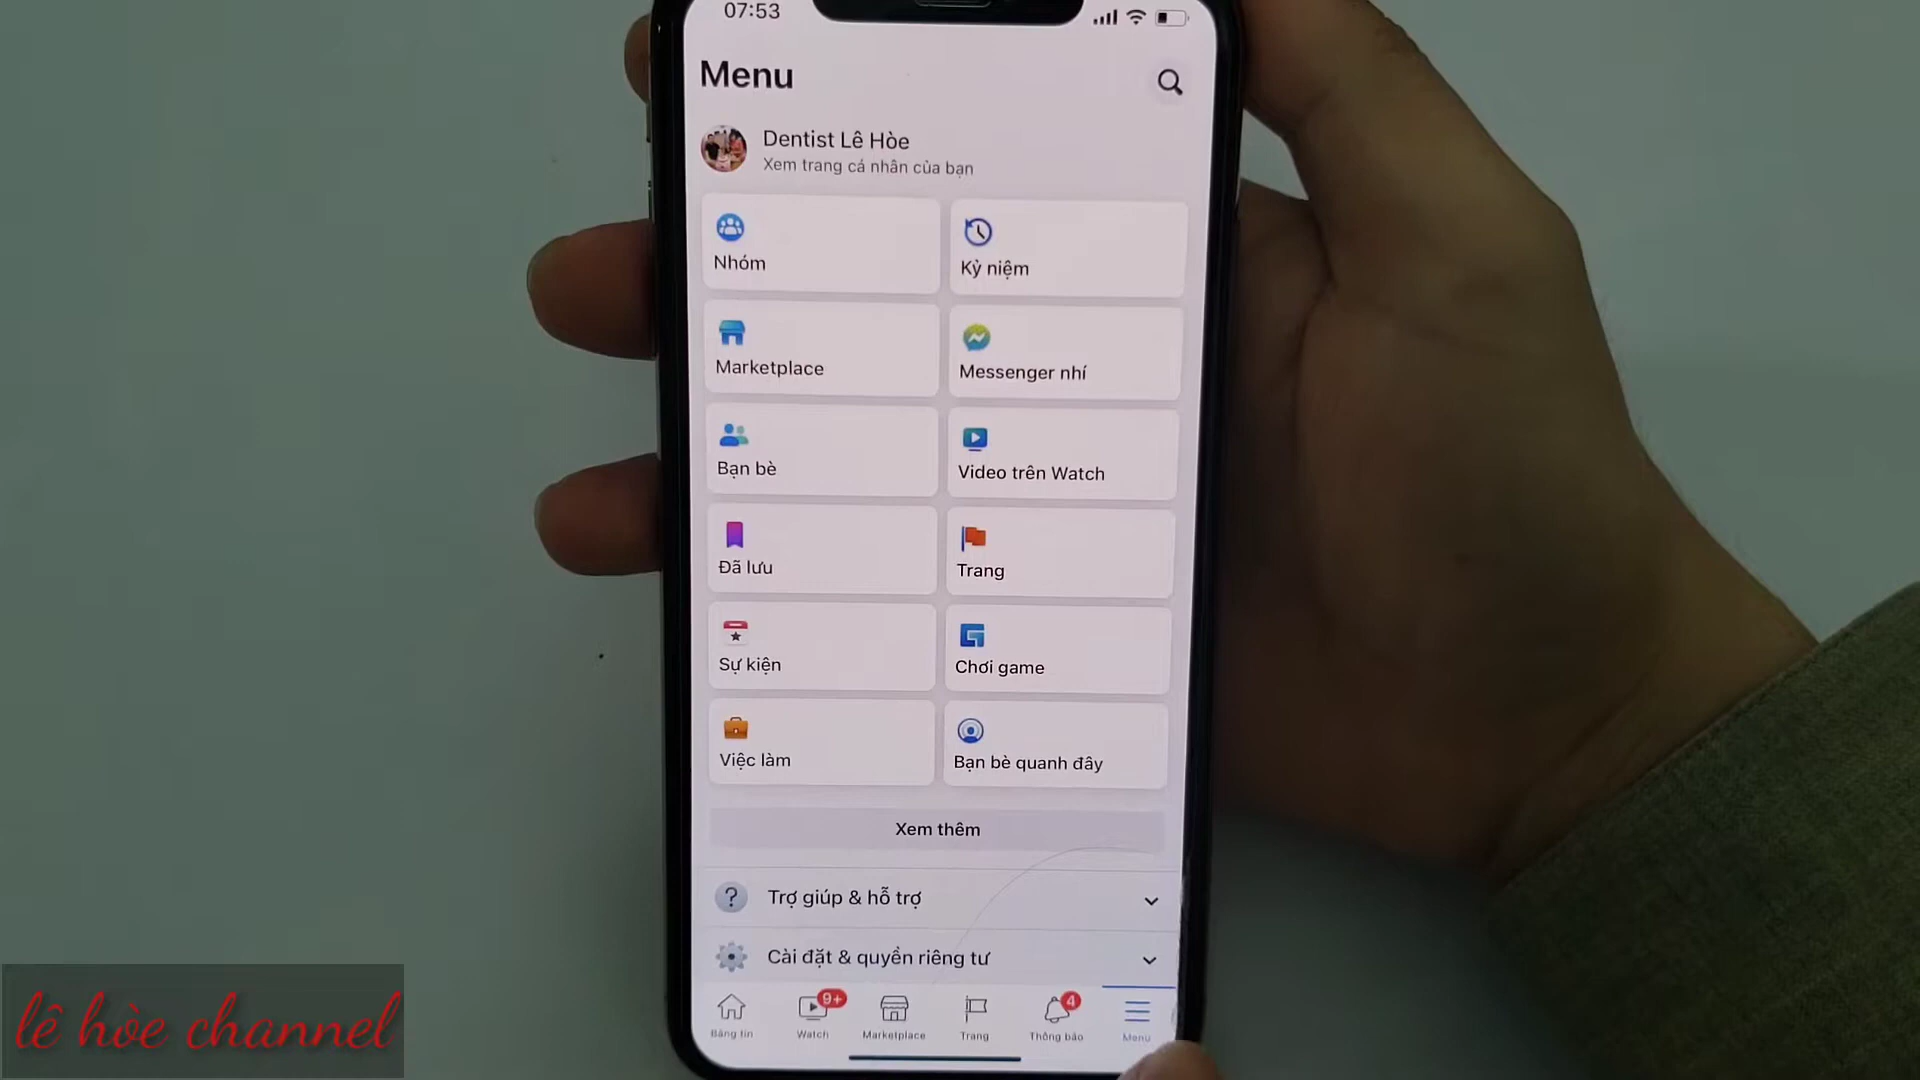 07:53
Menu
Dentist Lê Hòe
Xem trang cá nhân của bạn
Nhóm
Kỷ niệm
Marketplace
Messenger nhí
Bạn bè
Video trên Watch
Đã lưu
Trang
Sự kiện
Chơi game
Việc làm
Bạn bè quanh đây
Xem thêm
? Trợ giúp & hỗ trợ
Cài đặt & quyền riêng tư
9+
4
Bảng tin
Watch
Marketplace
Trang
Thông báo
Menu
lê hòe channel